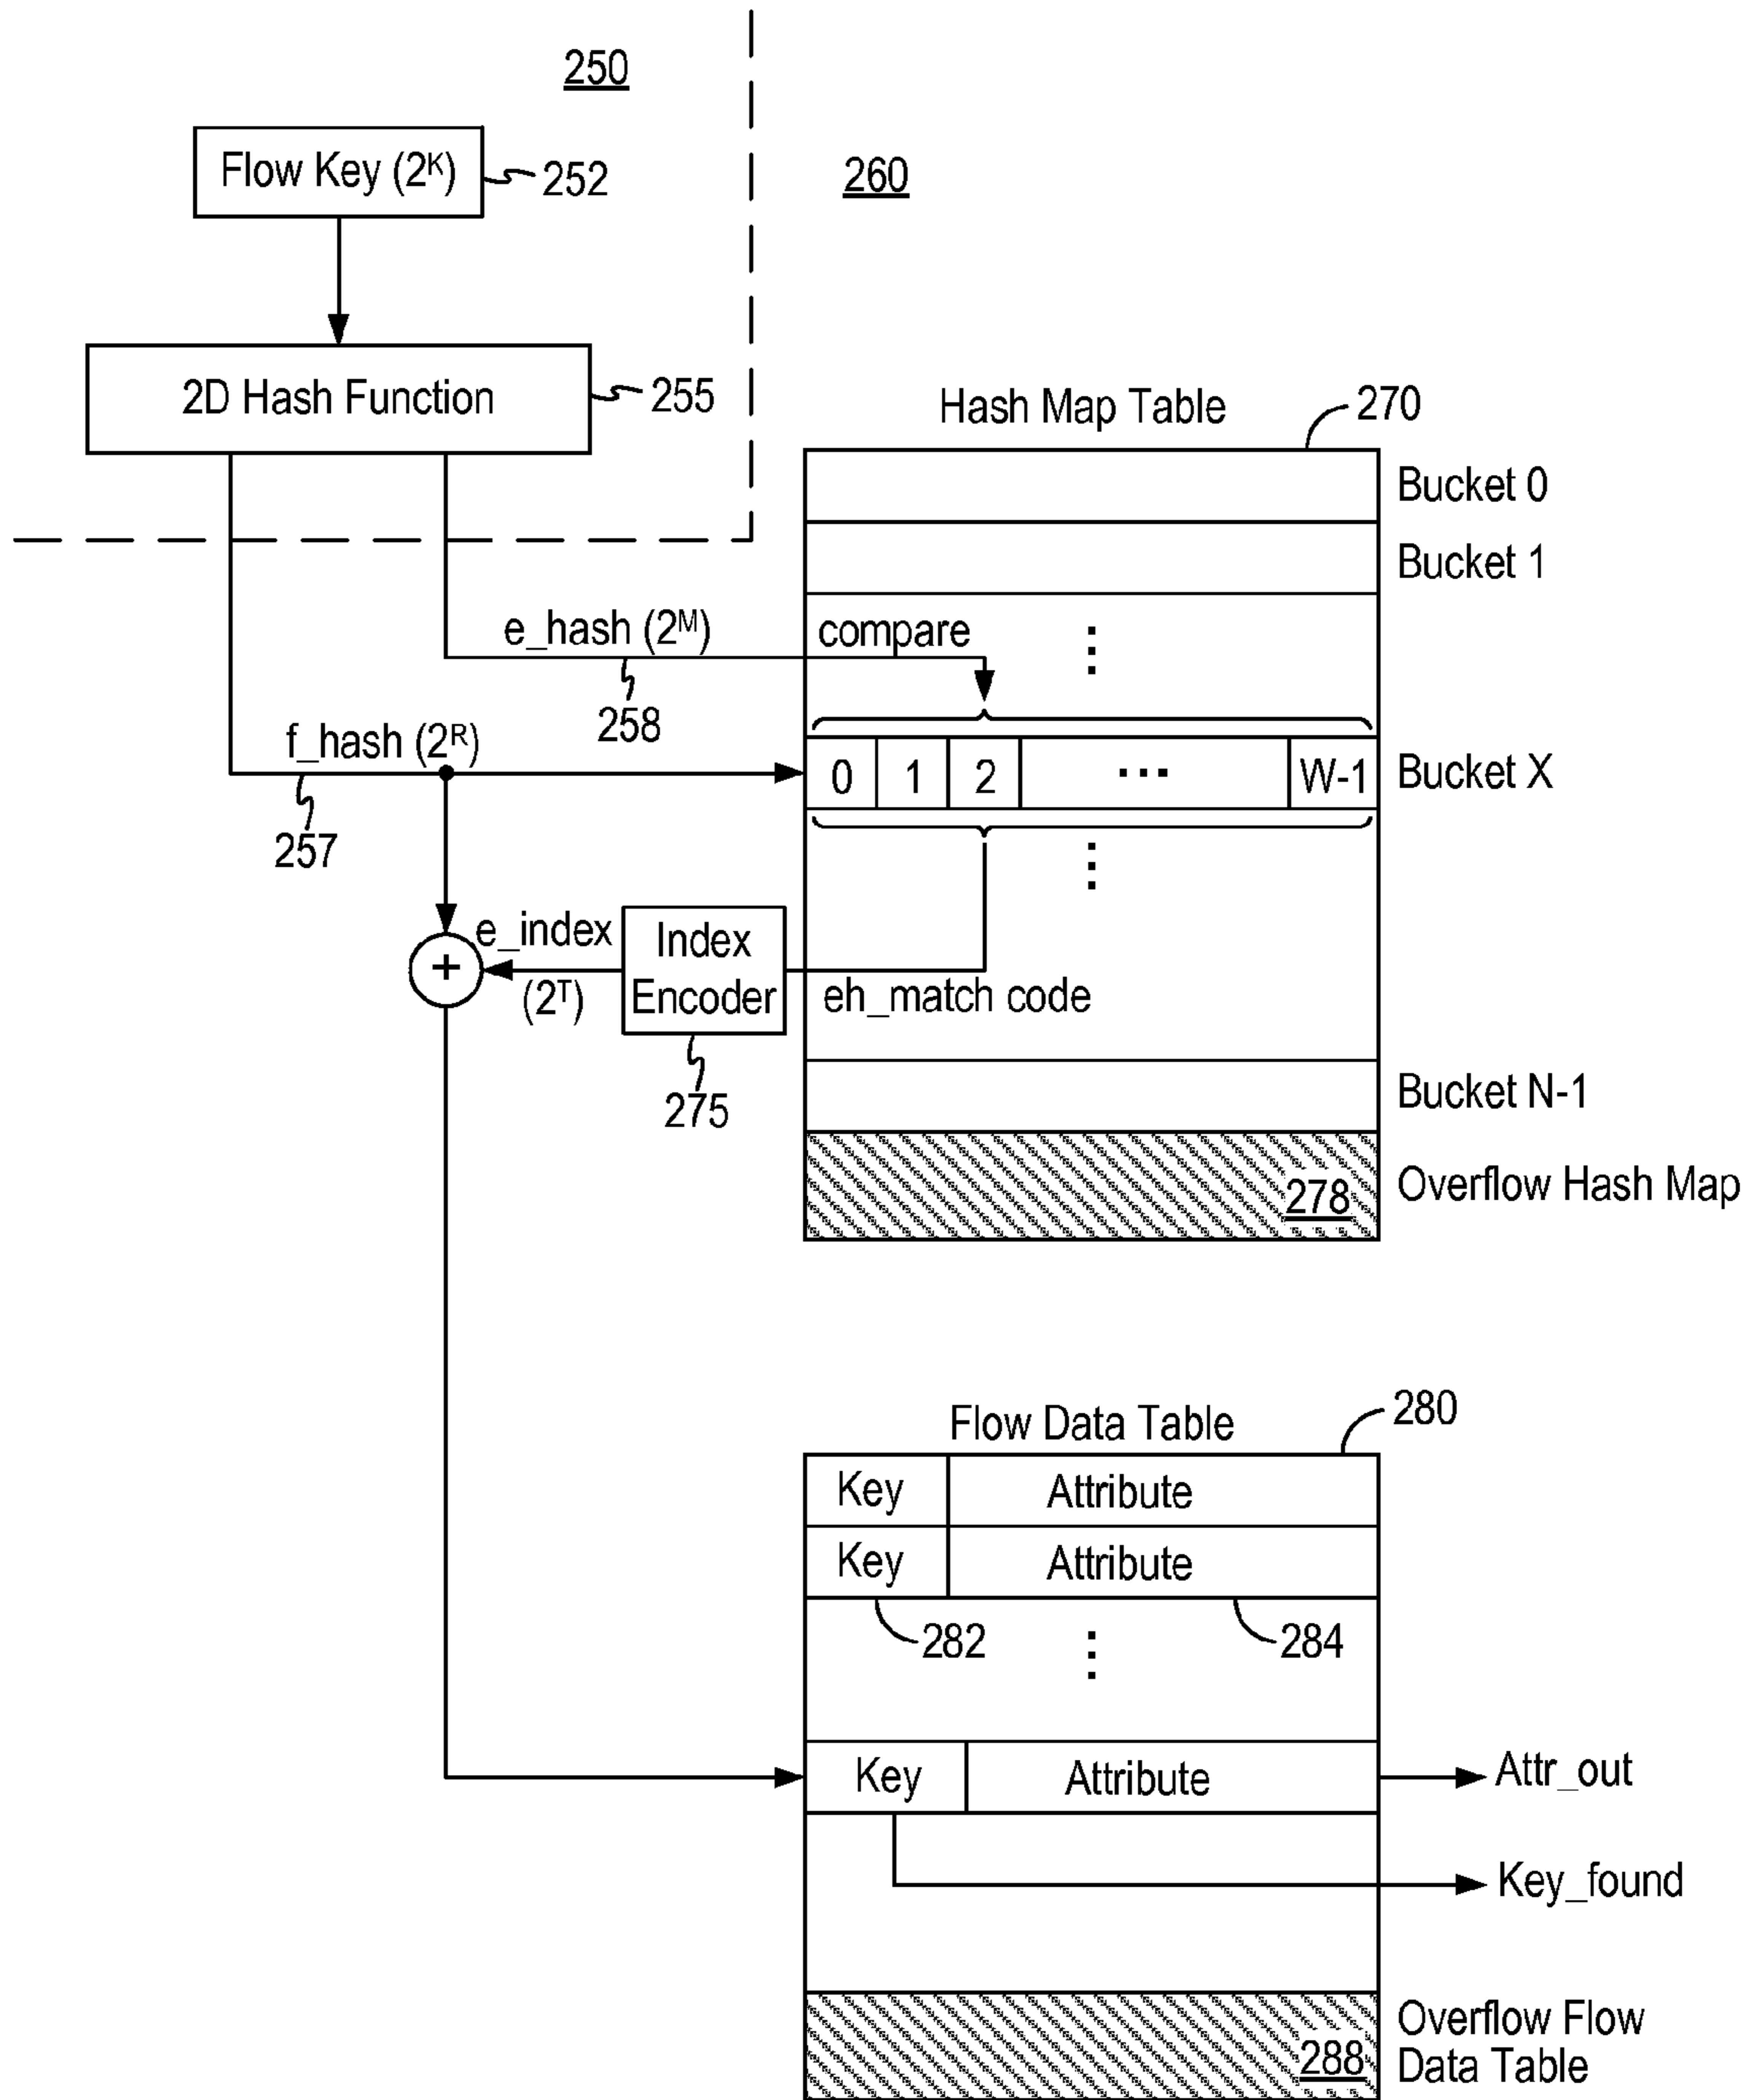 250
Flow Key (2ᴷ)
252
260
2D Hash Function
255
Hash Map Table
270
Bucket 0
Bucket 1
e_hash (2ᴹ)
compare
258
f_hash (2ᴿ)
257
0 1 2 ... W-1
Bucket X
e_index
(2ᵀ)
Index
Encoder
275
eh_match code
+
Bucket N-1
278
Overflow Hash Map
Flow Data Table
280
Key Attribute
Key Attribute
282
284
Key Attribute
Attr_out
Key_found
288
Overflow Flow
Data Table